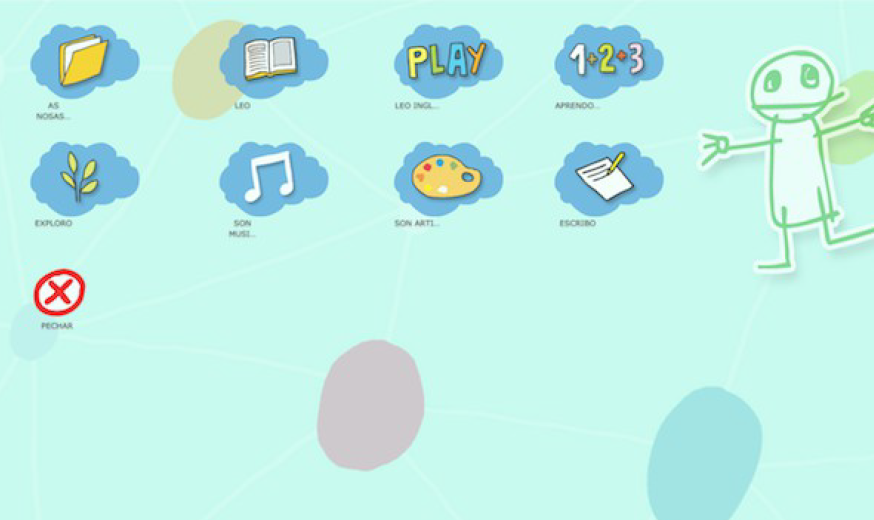 PLAY
1+2+3
AS
NOSAS...
LEO
LEO INGL...
APRENDO...
EXPLORO
SON
MUSI...
SON ARTI...
ESCRIBO
PECHAR